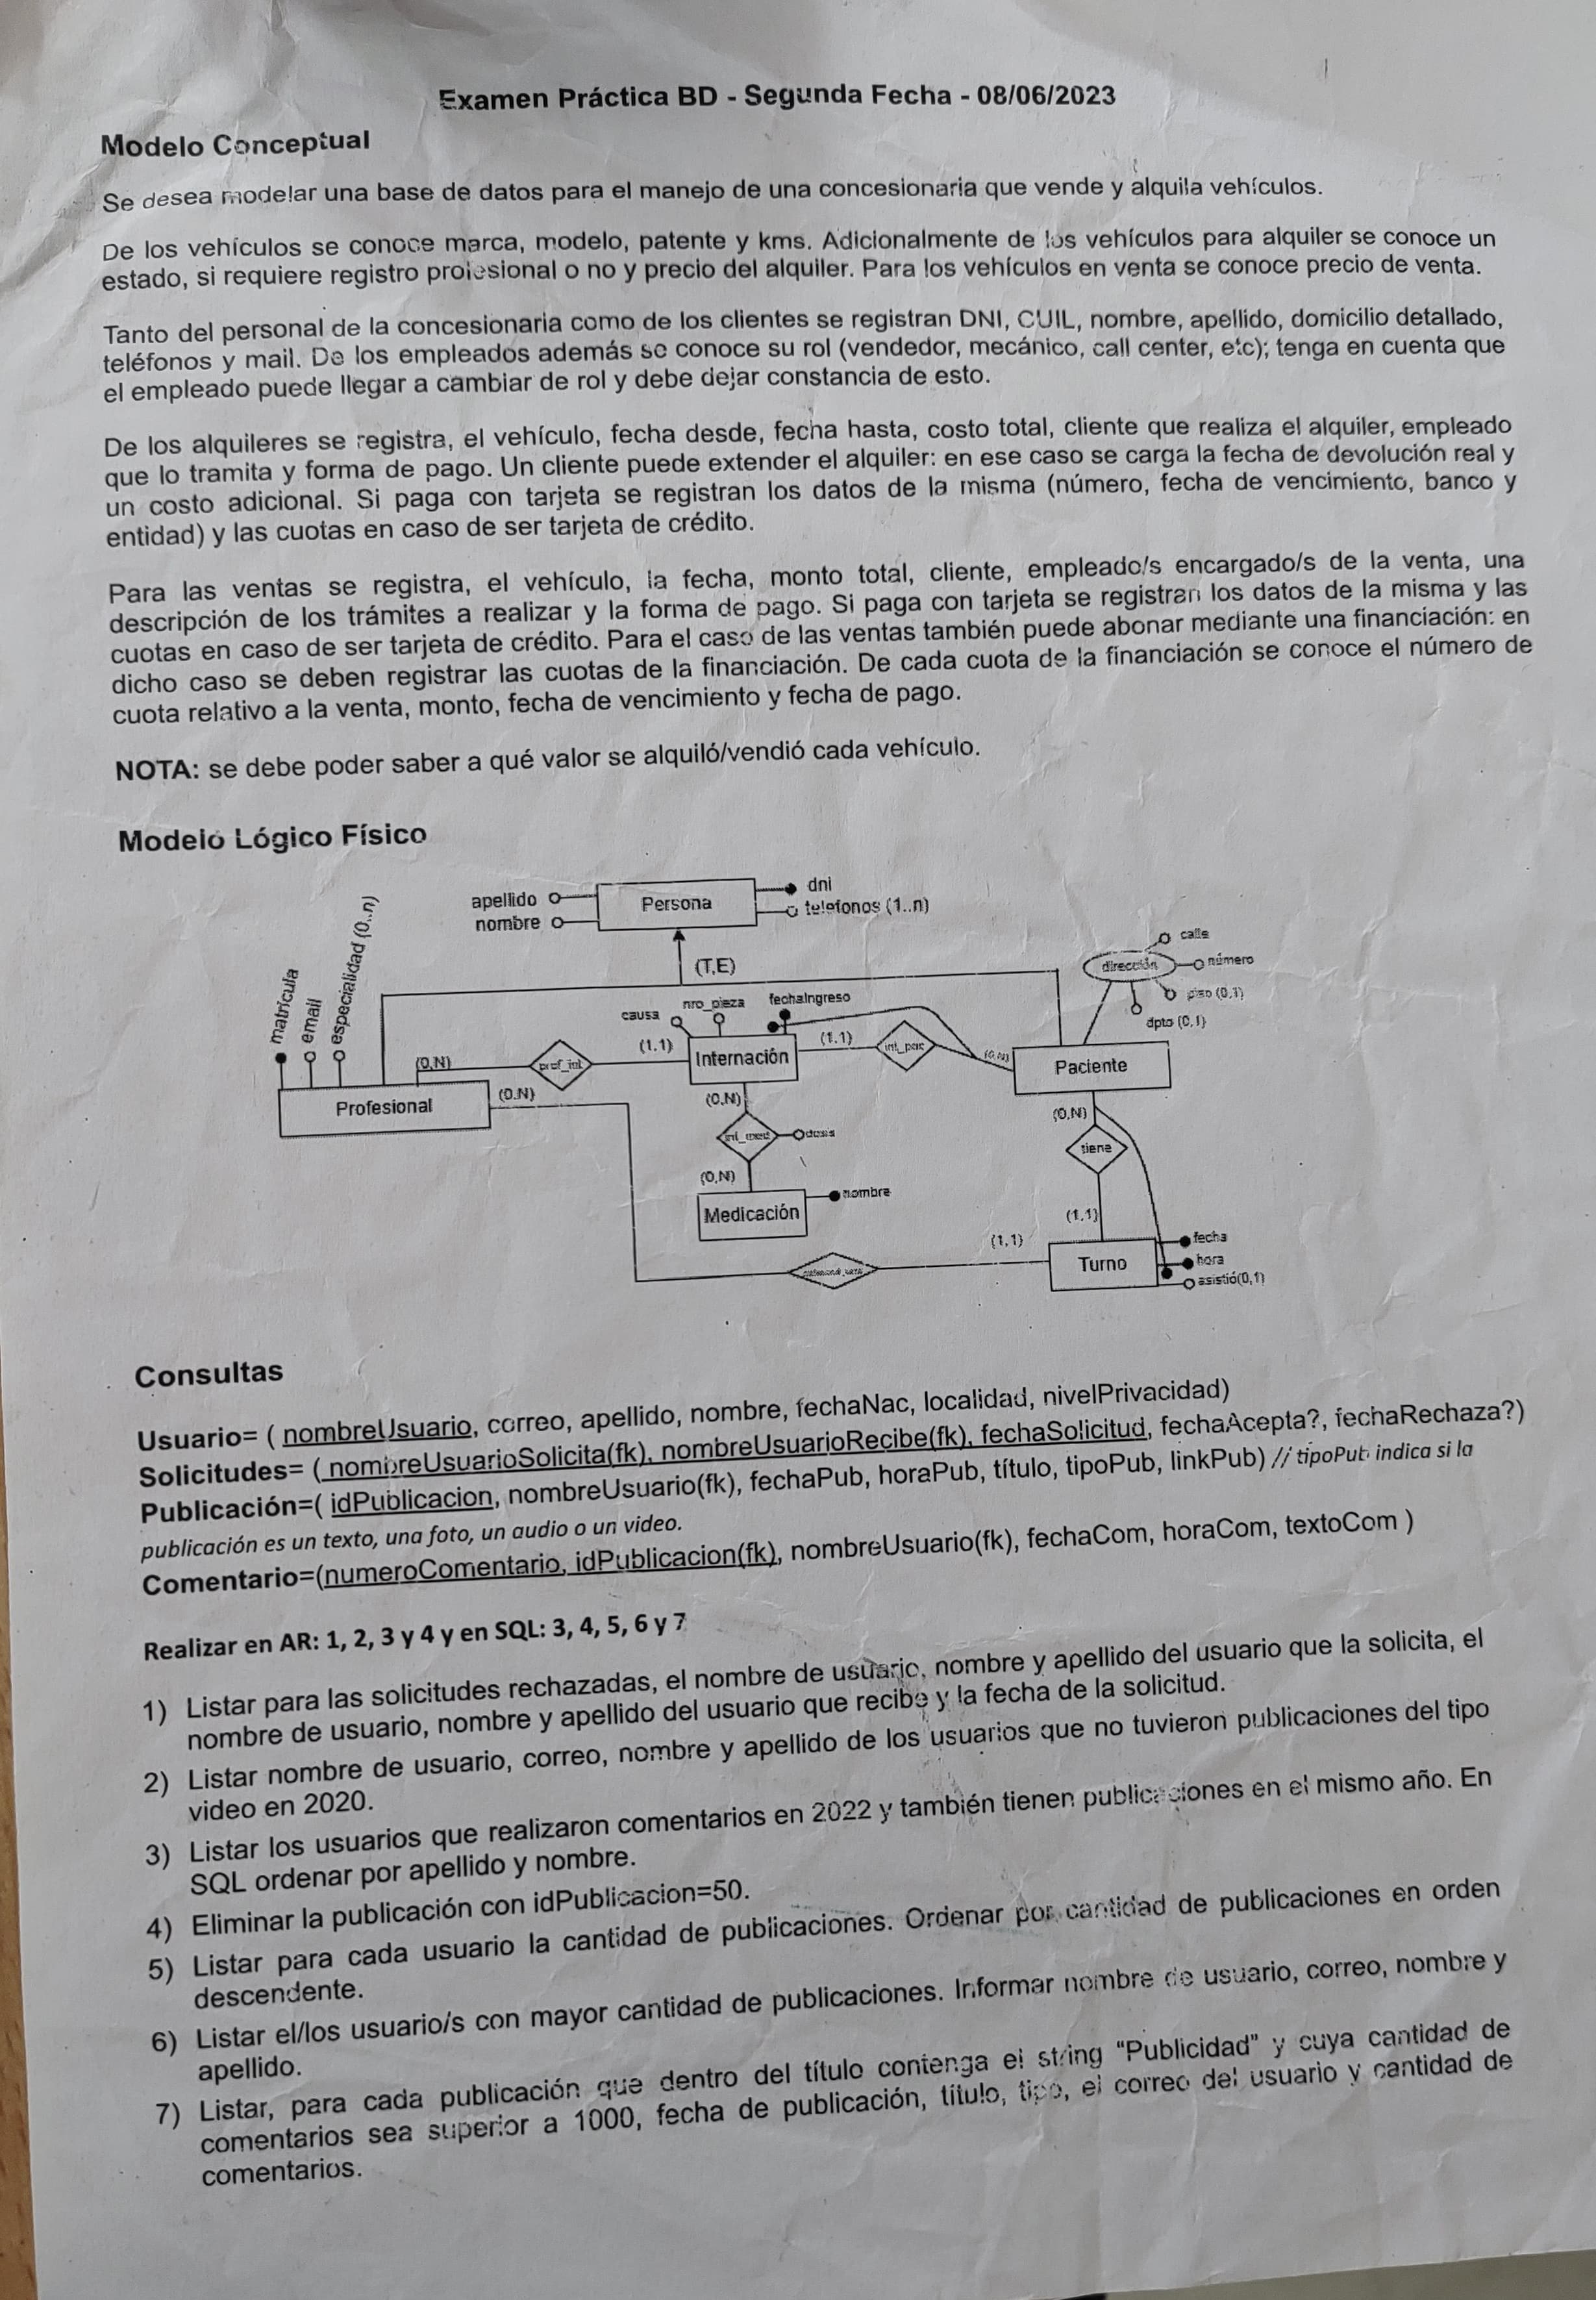 Examen Práctica BD - Segunda Fecha - 08/06/2023
Modelo Conceptual
Se desea modelar una base de datos para el manejo de una concesionaria que vende y alquila vehículos.
De los vehículos se conoce marca, modelo, patente y kms. Adicionalmente de los vehículos para alquiler se conoce un
estado, si requiere registro profesional o no y precio del alquiler. Para los vehículos en venta se conoce precio de venta.
Tanto del personal de la concesionaria como de los clientes se registran DNI, CUIL, nombre, apellido, domicilio detallado,
teléfonos y mail. De los empleados además se conoce su rol (vendedor, mecánico, call center, etc); tenga en cuenta que
el empleado puede llegar a cambiar de rol y debe dejar constancia de esto.
De los alquileres se registra, el vehículo, fecha desde, fecha hasta, costo total, cliente que realiza el alquiler, empleado
que lo tramita y forma de pago. Un cliente puede extender el alquiler: en ese caso se carga la fecha de devolución real y
un costo adicional. Si paga con tarjeta se registran los datos de la misma (número, fecha de vencimiento, banco y
entidad) y las cuotas en caso de ser tarjeta de crédito.
Para las ventas se registra, el vehículo, la fecha, monto total, cliente, empleado/s encargado/s de la venta, una
descripción de los trámites a realizar y la forma de pago. Si paga con tarjeta se registran los datos de la misma y las
cuotas en caso de ser tarjeta de crédito. Para el caso de las ventas también puede abonar mediante una financiación: en
dicho caso se deben registrar las cuotas de la financiación. De cada cuota de la financiación se conoce el número de
cuota relativo a la venta, monto, fecha de vencimiento y fecha de pago.
NOTA: se debe poder saber a qué valor se alquiló/vendió cada vehículo.
Modelo Lógico Físico
apellido
nombre
Persona
dni
telefonos (1..n)
(T,E)
matrícula
email
especialidad (0..n)
causa
nro_pieza
fechaIngreso
dirección
calle
número
piso (0,1)
dpto (0,1)
(0,N)
prof_int
(1.1)
Internación
(1.1)
int_pac
(0,N)
Paciente
Profesional
(0.N)
(0.N)
int_med
dosis
(0,N)
Medicación
nombre
(0,N)
tiene
(1,1)
(1,1)
Turno
fecha
hora
asistió(0,1)
Consultas
Usuario= ( nombreUsuario, correo, apellido, nombre, fechaNac, localidad, nivelPrivacidad)
Solicitudes= ( nombreUsuarioSolicita(fk), nombreUsuarioRecibe(fk), fechaSolicitud, fechaAcepta?, fechaRechaza?)
Publicación=( idPublicacion, nombreUsuario(fk), fechaPub, horaPub, título, tipoPub, linkPub) // tipoPub indica si la
publicación es un texto, una foto, un audio o un video.
Comentario=(numeroComentario, idPublicacion(fk), nombreUsuario(fk), fechaCom, horaCom, textoCom )
Realizar en AR: 1, 2, 3 y 4 y en SQL: 3, 4, 5, 6 y 7
1) Listar para las solicitudes rechazadas, el nombre de usuario, nombre y apellido del usuario que la solicita, el
nombre de usuario, nombre y apellido del usuario que recibe y la fecha de la solicitud.
2) Listar nombre de usuario, correo, nombre y apellido de los usuarios que no tuvieron publicaciones del tipo
video en 2020.
3) Listar los usuarios que realizaron comentarios en 2022 y también tienen publicaciones en el mismo año. En
SQL ordenar por apellido y nombre.
4) Eliminar la publicación con idPublicacion=50.
5) Listar para cada usuario la cantidad de publicaciones. Ordenar por cantidad de publicaciones en orden
descendente.
6) Listar el/los usuario/s con mayor cantidad de publicaciones. Informar nombre de usuario, correo, nombre y
apellido.
7) Listar, para cada publicación que dentro del título contenga el string “Publicidad” y cuya cantidad de
comentarios sea superior a 1000, fecha de publicación, título, tipo, el correo del usuario y cantidad de
comentarios.